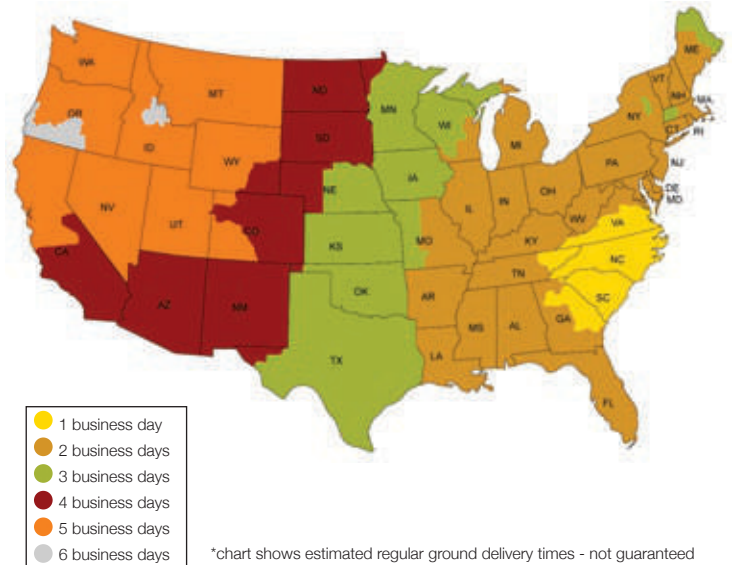 WA
OR
MT
ID
WY
NV
UT
CA
CO
AZ
NM
ND
SD
NE
KS
OK
TX
MN
WI
IA
MO
IL
IN
OH
MI
KY
TN
AR
LA
MS
AL
GA
FL
SC
NC
VA
WV
PA
NY
VT
NH
ME
MA
CT
RI
NJ
DE
MD
1 business day
2 business days
3 business days
4 business days
5 business days
6 business days
*chart shows estimated regular ground delivery times - not guaranteed